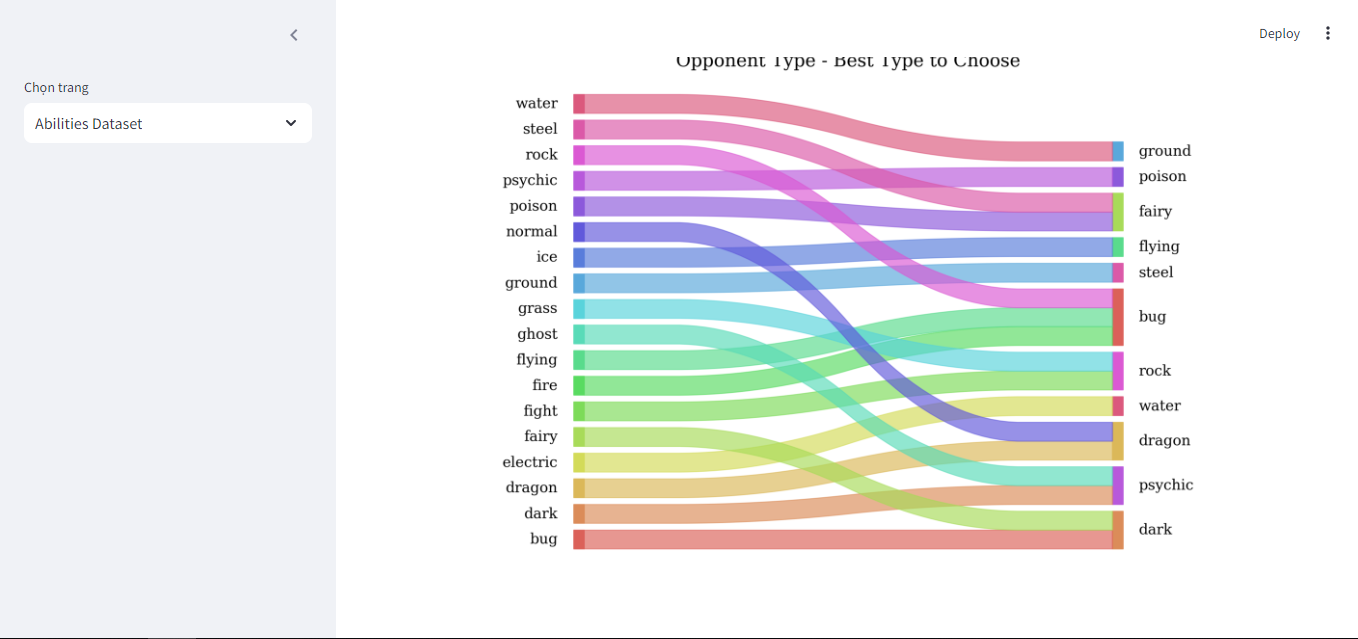 Deploy
Chọn trang
Abilities Dataset
Opponent Type - Best Type to Choose
water
steel
rock
psychic
poison
normal
ice
ground
grass
ghost
flying
fire
fight
fairy
electric
dragon
dark
bug
ground
poison
fairy
flying
steel
bug
rock
water
dragon
psychic
dark